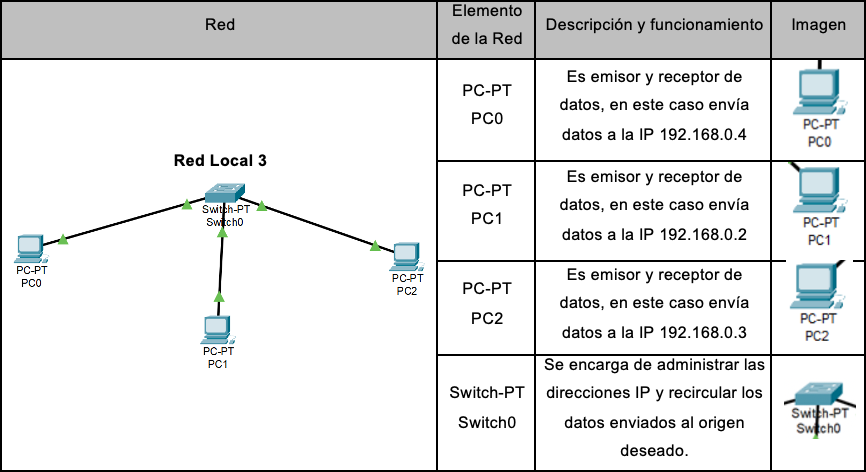 Red
Elemento
de la Red
Descripción y funcionamiento
Imagen
Red Local 3
Switch-PT
Switch0
PC-PT
PC0
PC-PT
PC1
PC-PT
PC2
PC-PT
PC0
Es emisor y receptor de
datos, en este caso envía
datos a la IP 192.168.0.4
PC-PT
PC0
PC-PT
PC1
Es emisor y receptor de
datos, en este caso envía
datos a la IP 192.168.0.2
PC-PT
PC1
PC-PT
PC2
Es emisor y receptor de
datos, en este caso envía
datos a la IP 192.168.0.3
PC-PT
PC2
Switch-PT
Switch0
Se encarga de administrar las
direcciones IP y recircular los
datos enviados al origen
deseado.
Switch-PT
Switch0